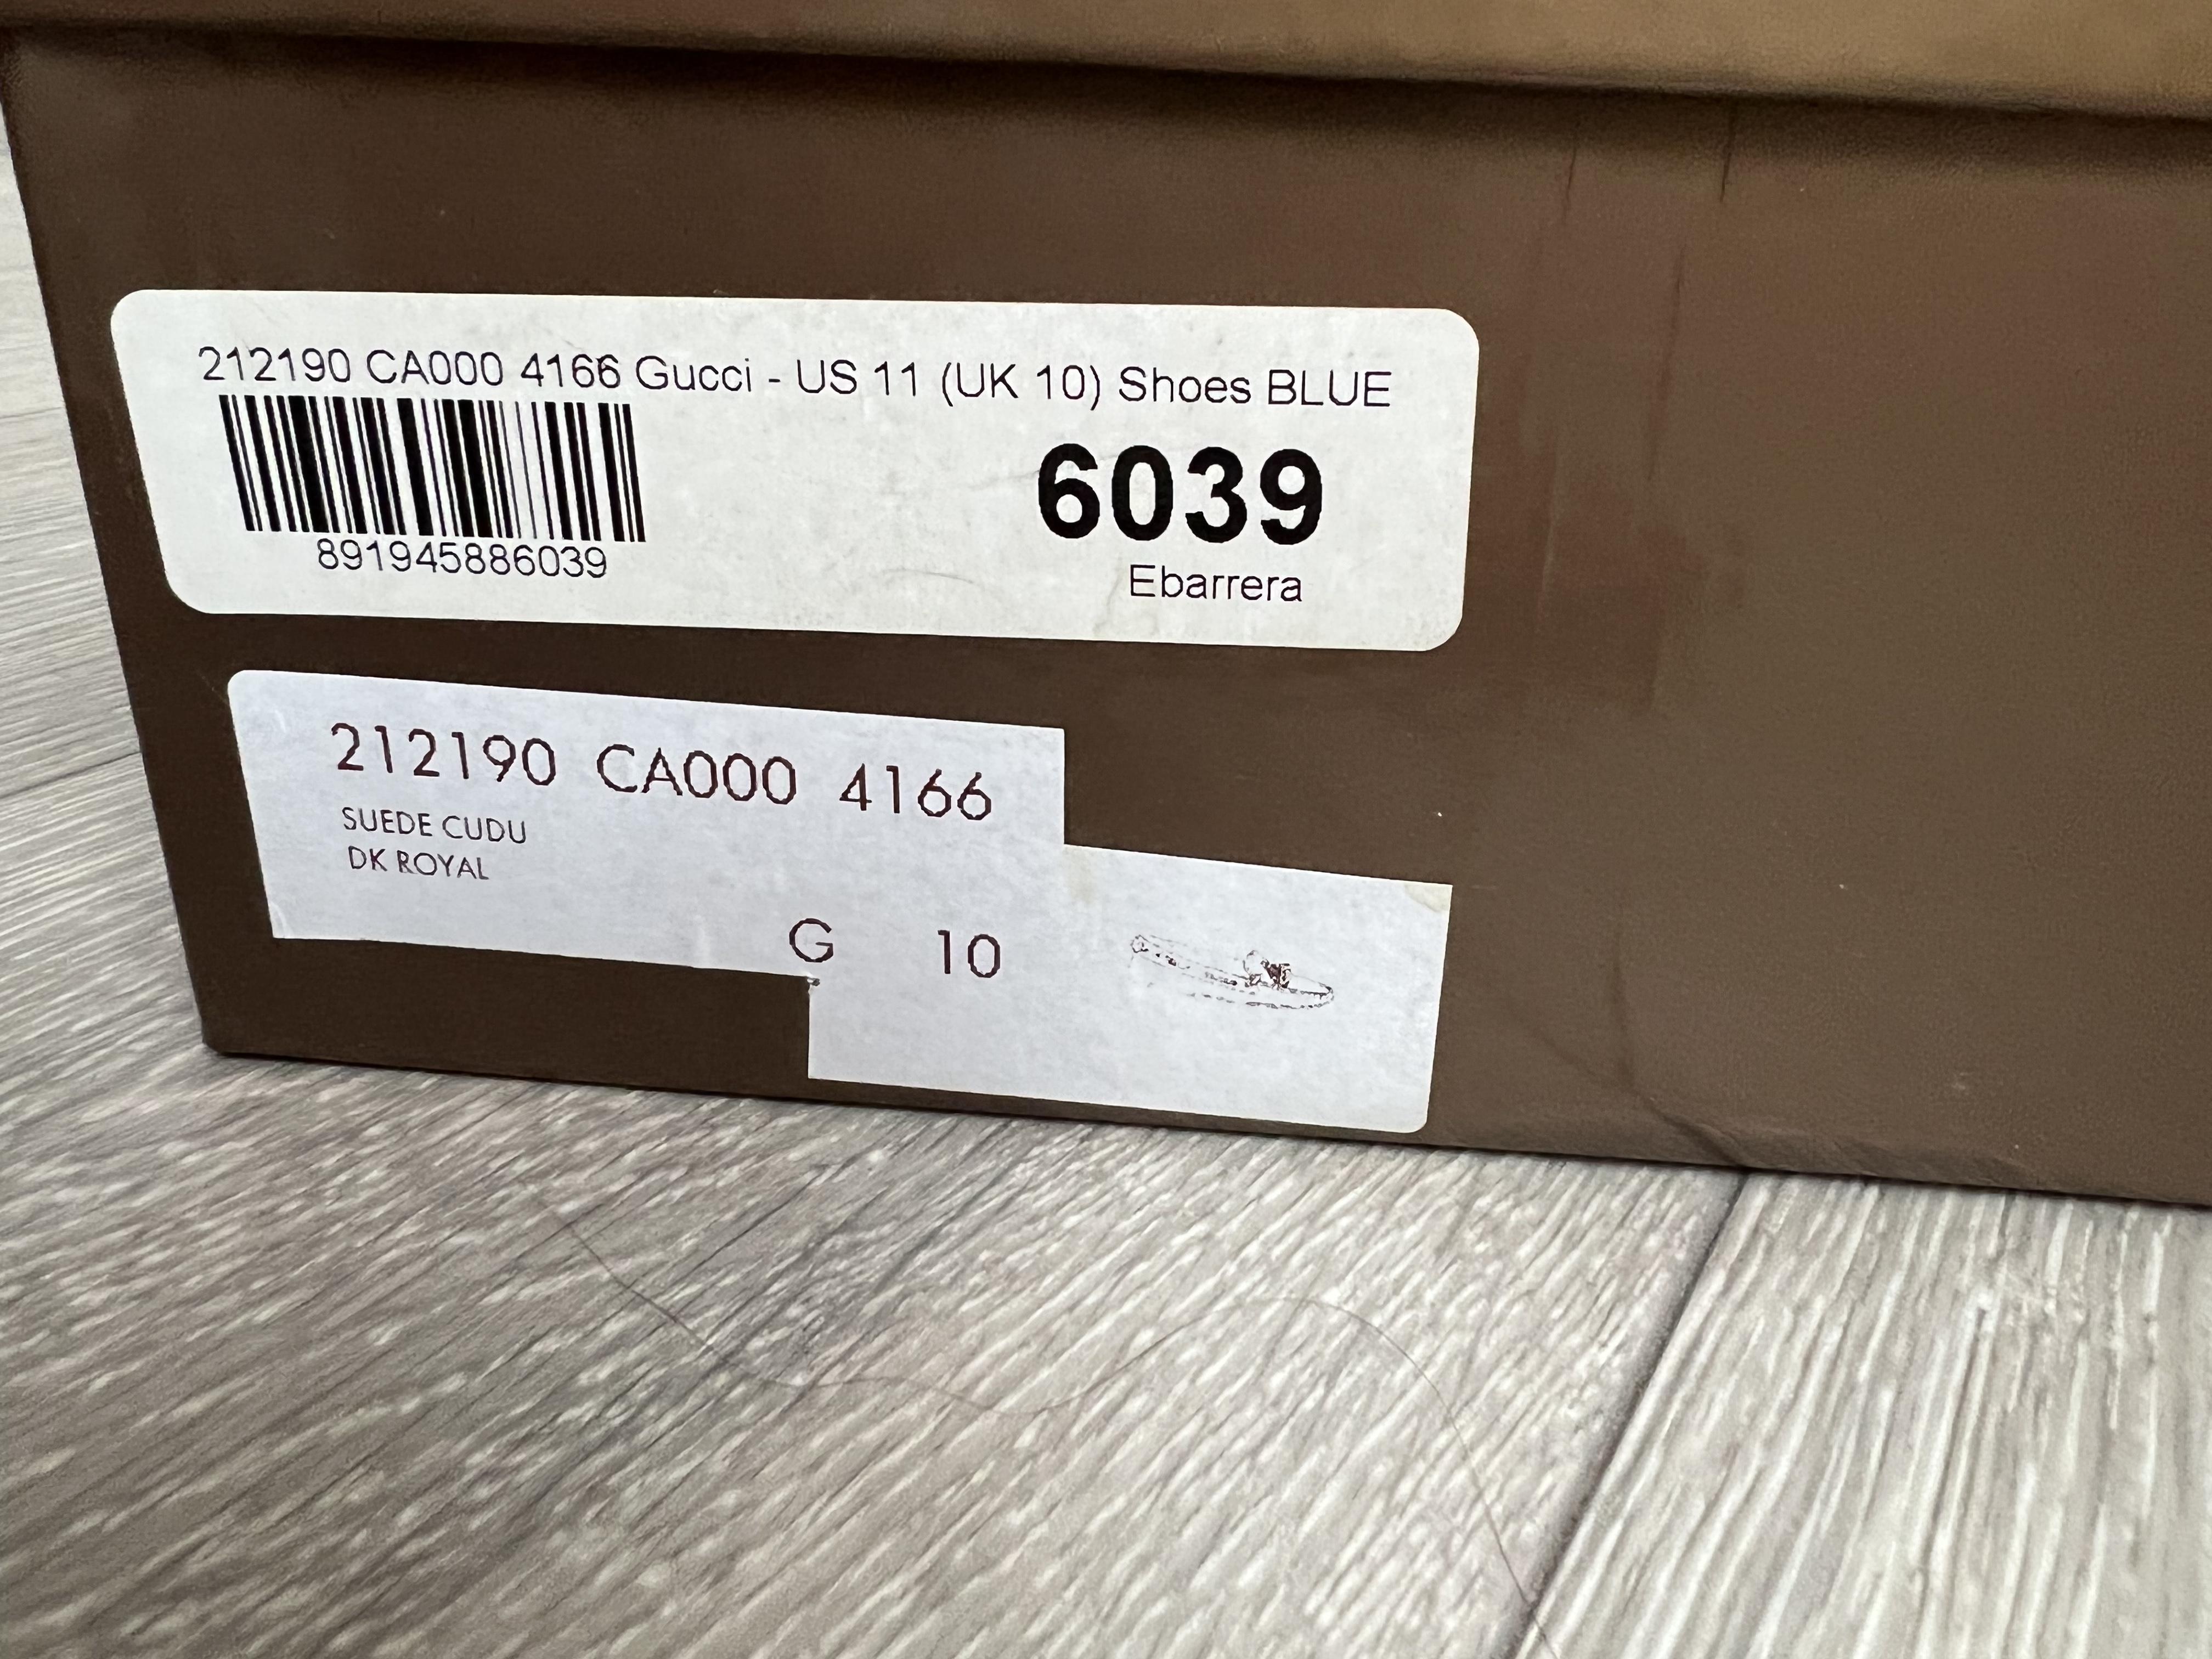 212190 CA000 4166 Gucci - US 11 (UK 10) Shoes BLUE
891945886039
6039
Ebarrera
212190 CA000 4166
SUEDE CUDU
DK ROYAL
G 10